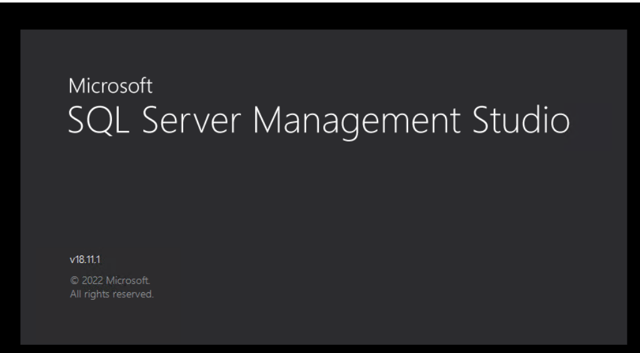 Microsoft
SQL Server Management Studio
v18.11.1
© 2022 Microsoft.
All rights reserved.